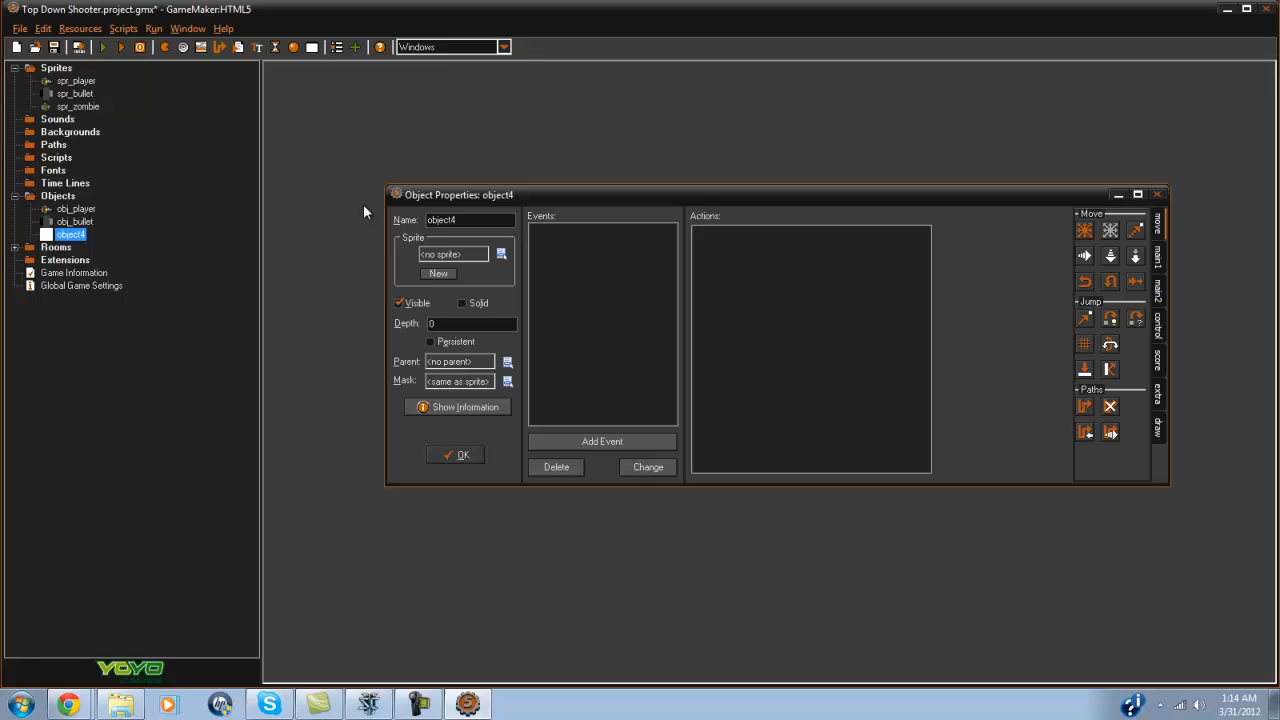 Top Down Shooter.project.gmx* - GameMaker:HTML5
File Edit Resources Scripts Run Window Help
Windows
Sprites
spr_player
spr_bullet
spr_zombie
Sounds
Backgrounds
Paths
Scripts
Fonts
Time Lines
Objects
obj_player
obj_bullet
object4
Rooms
Extensions
Game Information
Global Game Settings
YOYO
GAMES
Object Properties: object4
Name: object4
Sprite
<no sprite>
New
Visible Solid
Depth: 0
Persistent
Parent: <no parent>
Mask: <same as sprite>
Show Information
OK
Events:
Add Event
Delete Change
Actions:
Move
Jump
Paths
move
main1
main2
control
score
extra
draw
1:14 AM
3/31/2012